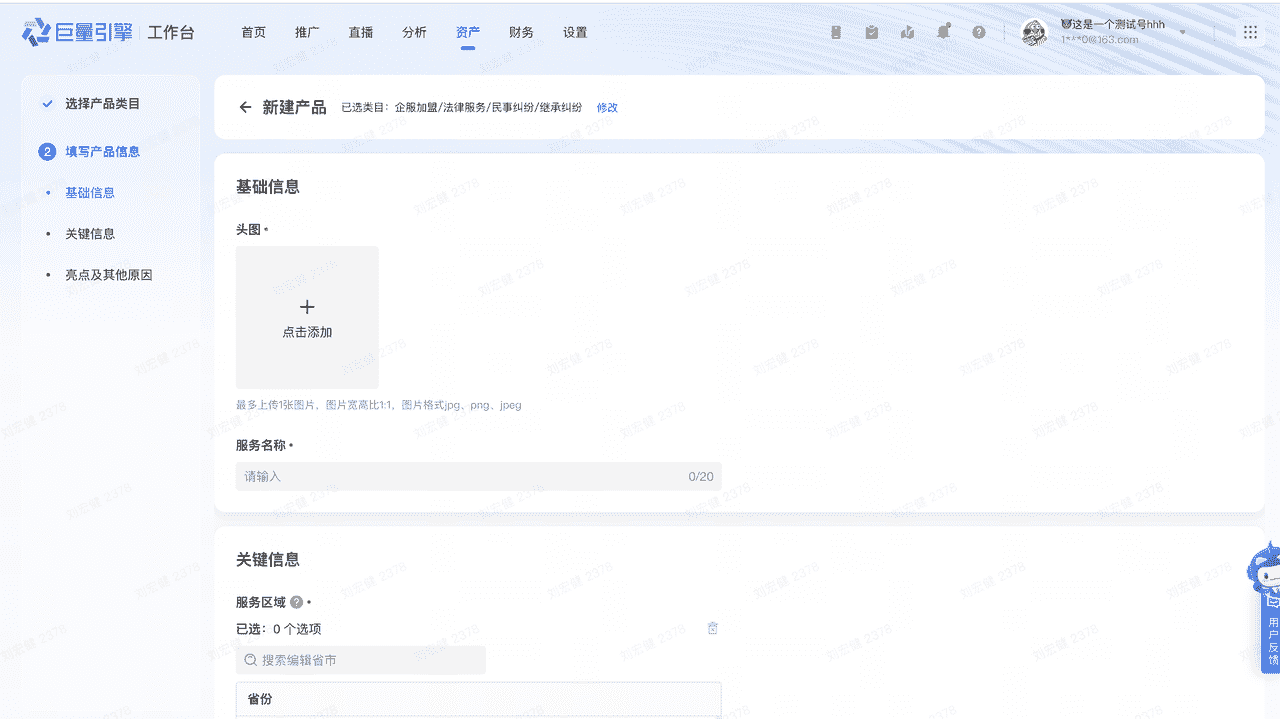 巨量引擎 工作台 首页 推广 直播 分析 资产 财务 设置 这是一个测试号hhh
1***0@163.com
选择产品类目
2 填写产品信息
基础信息
关键信息
亮点及其他原因
新建产品 已选类目：企服加盟/法律服务/民事纠纷/继承纠纷 修改
基础信息
头图
点击添加
最多上传1张图片，图片宽高比1:1，图片格式jpg、png、jpeg
服务名称
请输入 0/20
关键信息
服务区域
已选：0 个选项
搜索编辑省市
省份
用户反馈
刘宏健 2378